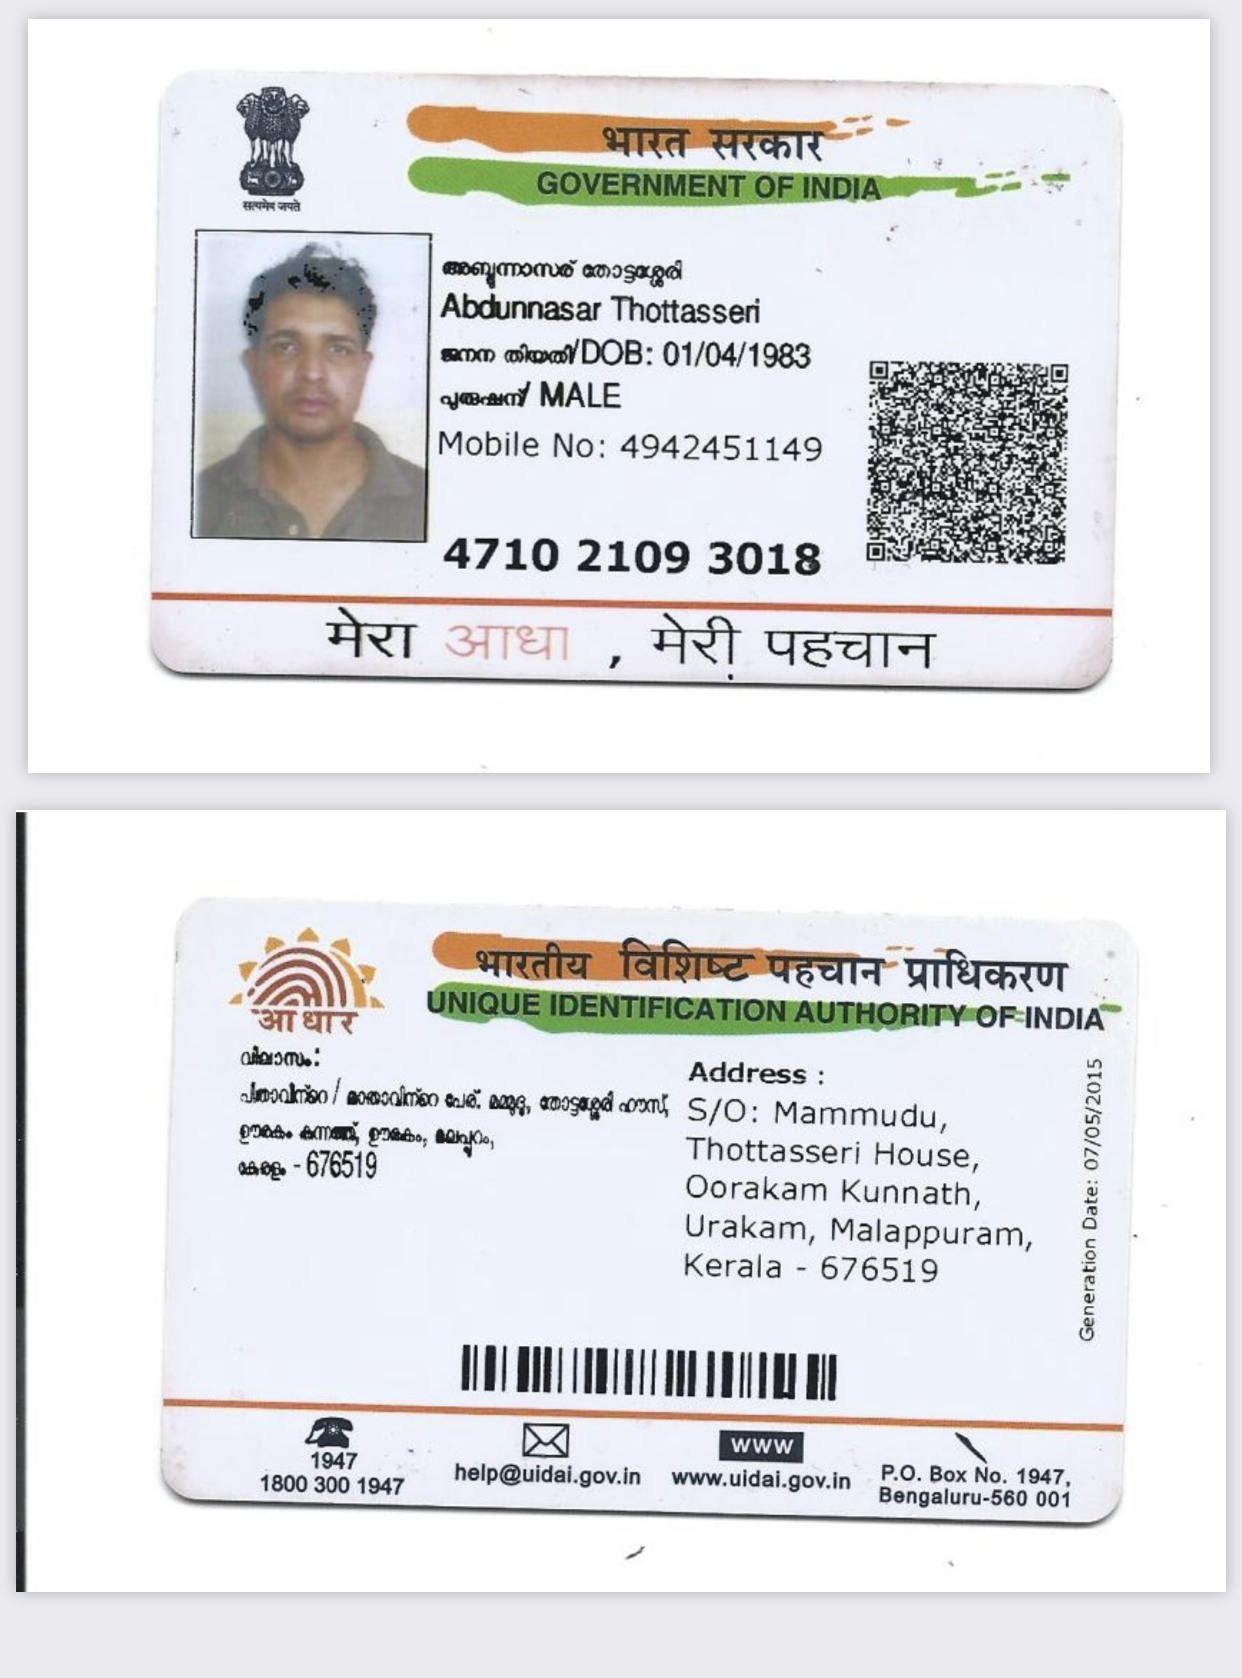 भारत सरकार
GOVERNMENT OF INDIA
सत्यमेव जयते
അബ്ദുന്നാസര് തോട്ടശ്ശേരി
Abdunnasar Thottasseri
ജനന തിയതി/DOB: 01/04/1983
പുരുഷന്/ MALE
Mobile No: 4942451149
4710 2109 3018
मेरा आधा , मेरी पहचान
भारतीय विशिष्ट पहचान प्राधिकरण
UNIQUE IDENTIFICATION AUTHORITY OF INDIA
आधार
വിലാസം:
പിതാവിന്റെ / മാതാവിന്റെ പേര്. മമ്മുദു, തോട്ടശ്ശേരി ഹൗസ്,
ഊരകം കുന്നത്ത്, ഊരകം, മലപ്പുറം,
കേരളം - 676519
Address :
S/O: Mammudu,
Thottasseri House,
Oorakam Kunnath,
Urakam, Malappuram,
Kerala - 676519
Generation Date: 07/05/2015
1947
1800 300 1947
help@uidai.gov.in
www
www.uidai.gov.in
P.O. Box No. 1947,
Bengaluru-560 001